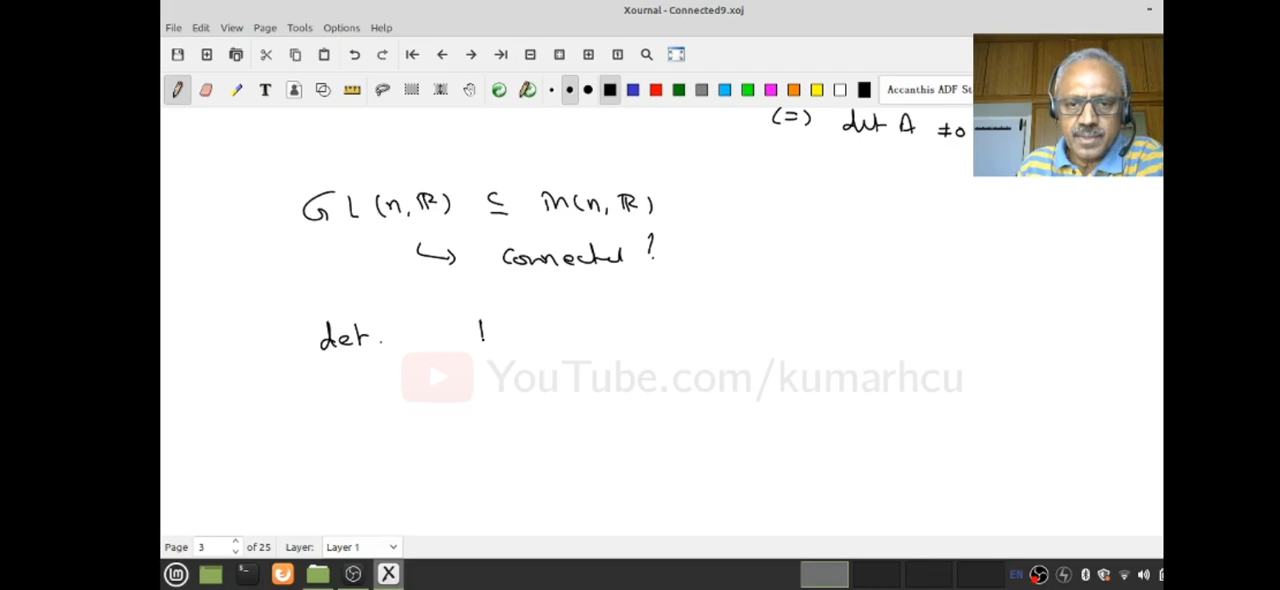 Xournal - Connected9.xoj
File Edit View Page Tools Options Help
Accanthis ADF St
(=) det A ≠0
GL(n, ℝ) ⊆ M(n, ℝ)
↪ connected ?
det.
YouTube.com/kumarhcu
Page 3 of 25 Layer: Layer 1
EN